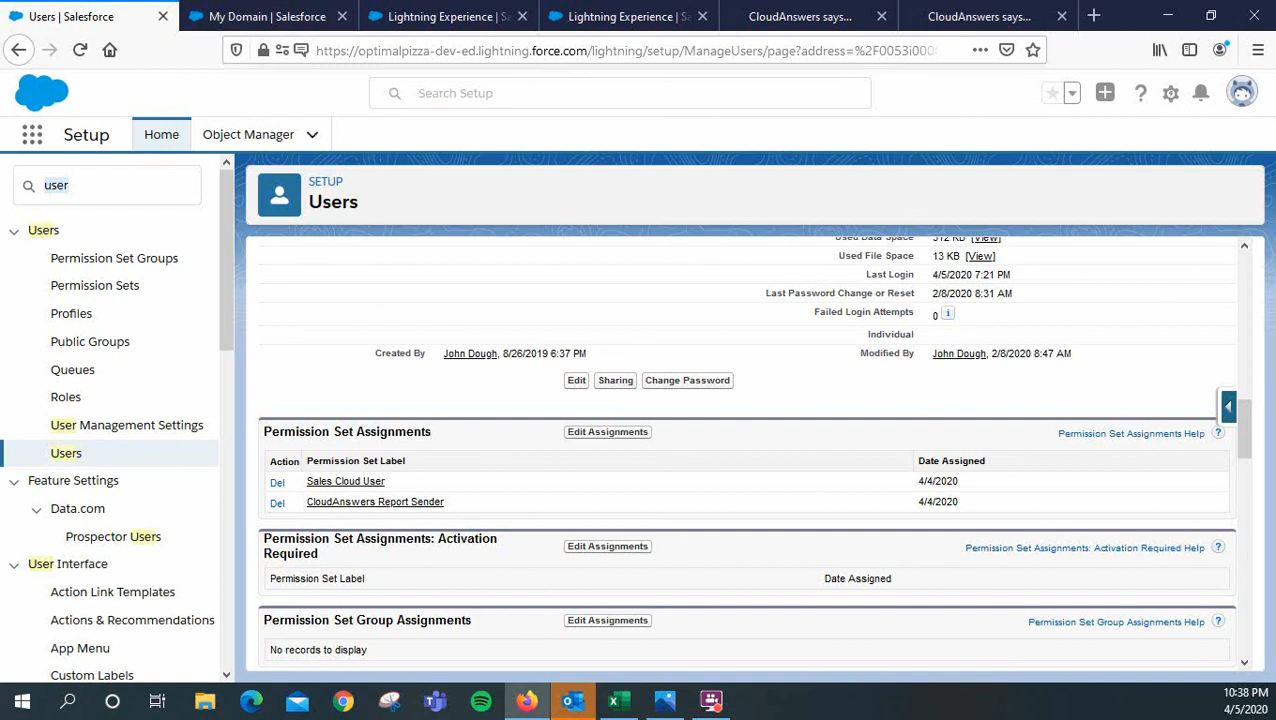 Users | Salesforce
My Domain | Salesforce
Lightning Experience | S
Lightning Experience | Sa
CloudAnswers says...
CloudAnswers says...
https://optimalpizza-dev-ed.lightning.force.com/lightning/setup/ManageUsers/page?address=%2F0053i000
Search Setup
Setup
Home
Object Manager
user
Users
Permission Set Groups
Permission Sets
Profiles
Public Groups
Queues
Roles
User Management Settings
Users
Feature Settings
Data.com
Prospector Users
User Interface
Action Link Templates
Actions & Recommendations
App Menu
Custom Labels
SETUP
Users
Used Data Space 312 KB [View]
Used File Space 13 KB [View]
Last Login 4/5/2020 7:21 PM
Last Password Change or Reset 2/8/2020 8:31 AM
Failed Login Attempts 0 i
Individual
Created By John Dough, 8/26/2019 6:37 PM Modified By John Dough, 2/8/2020 8:47 AM
Edit Sharing Change Password
Permission Set Assignments Edit Assignments Permission Set Assignments Help ?
Action Permission Set Label Date Assigned
Del Sales Cloud User 4/4/2020
Del CloudAnswers Report Sender 4/4/2020
Permission Set Assignments: Activation
Required
Edit Assignments Permission Set Assignments: Activation Required Help ?
Permission Set Label Date Assigned
Permission Set Group Assignments Edit Assignments Permission Set Group Assignments Help ?
No records to display
10:38 PM
4/5/2020